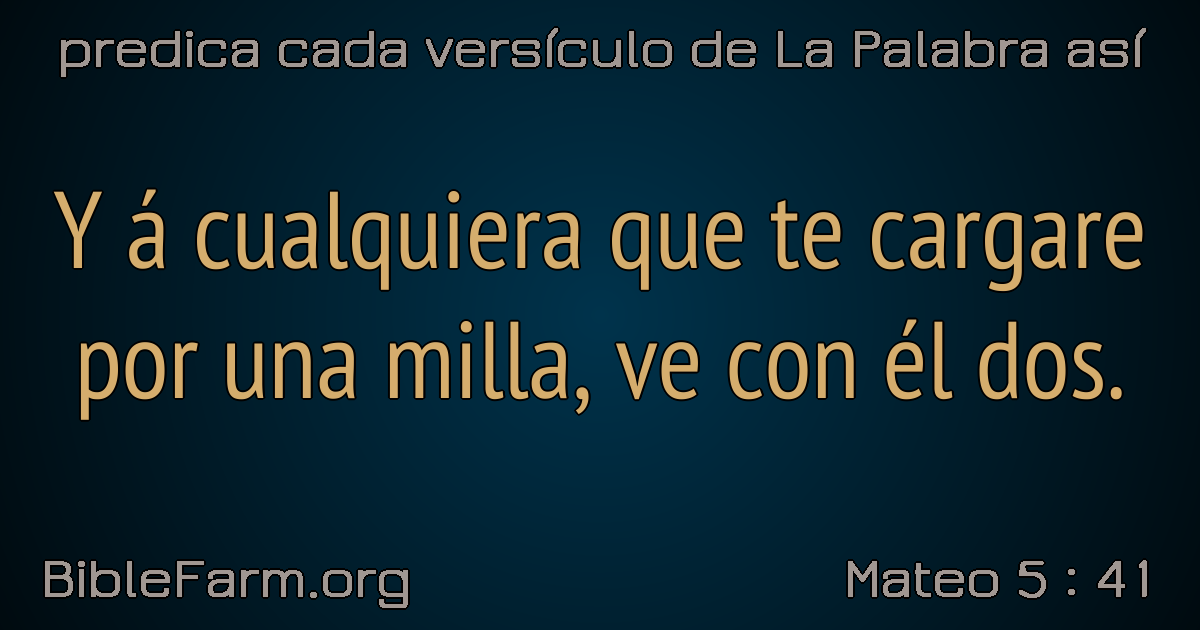 predica cada versículo de La Palabra así
Y á cualquiera que te cargare
por una milla, ve con él dos.
BibleFarm.org
Mateo 5 : 41